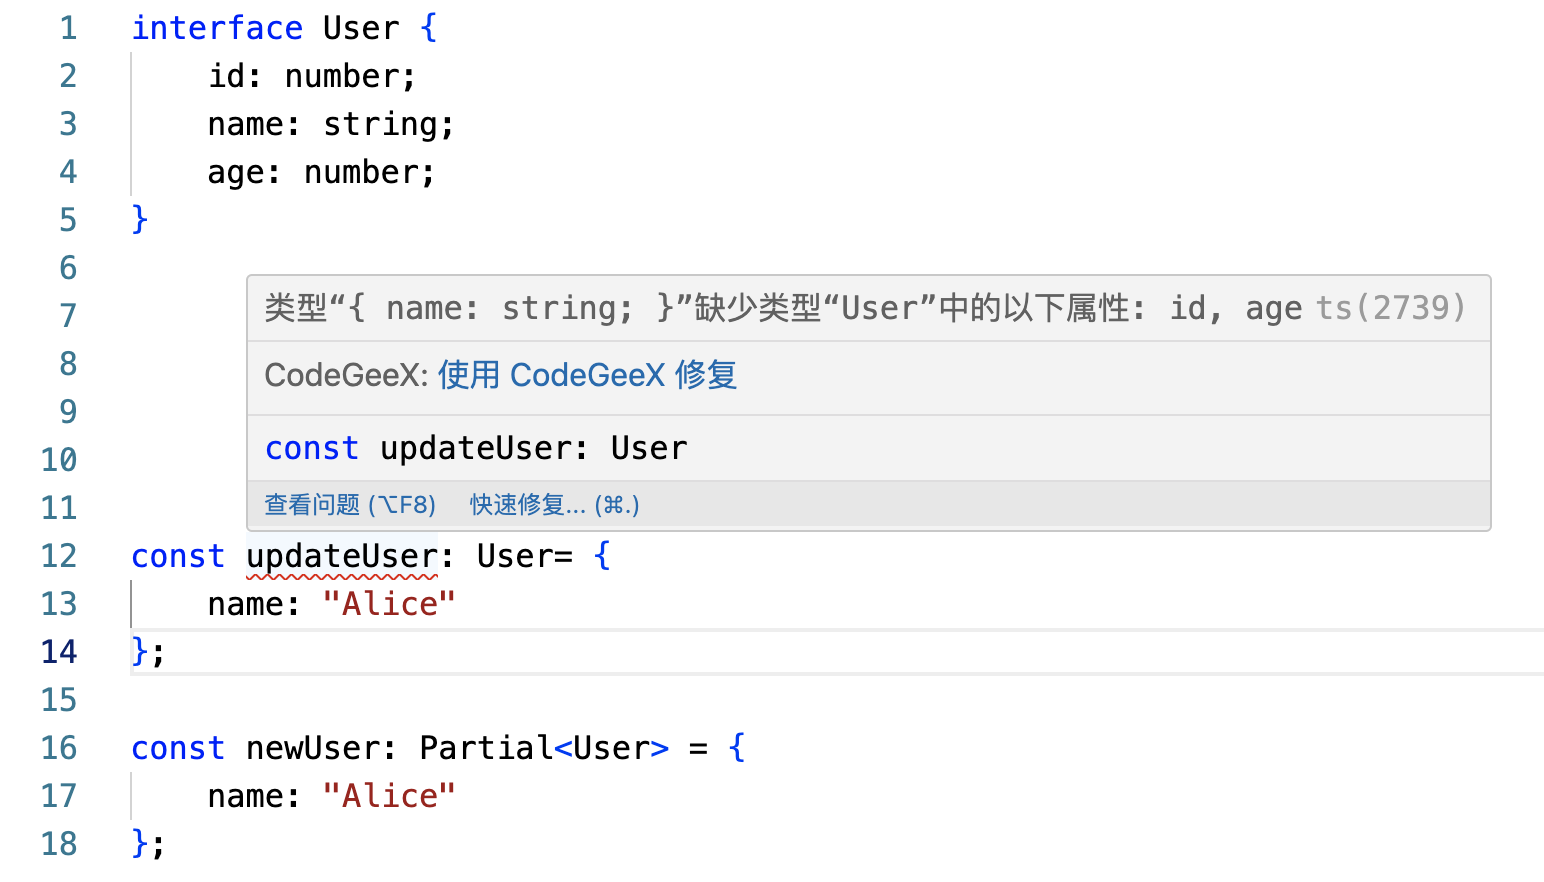 1 interface User {
2 id: number;
3 name: string;
4 age: number;
5 }
6
7
8
9
10
11
类型“{ name: string; }”缺少类型“User”中的以下属性: id, age ts(2739)
CodeGeeX: 使用 CodeGeeX 修复
const updateUser: User
查看问题 (⌥F8) 快速修复... (⌘.)
12 const updateUser: User= {
13 name: "Alice"
14 };
15
16 const newUser: Partial<User> = {
17 name: "Alice"
18 };